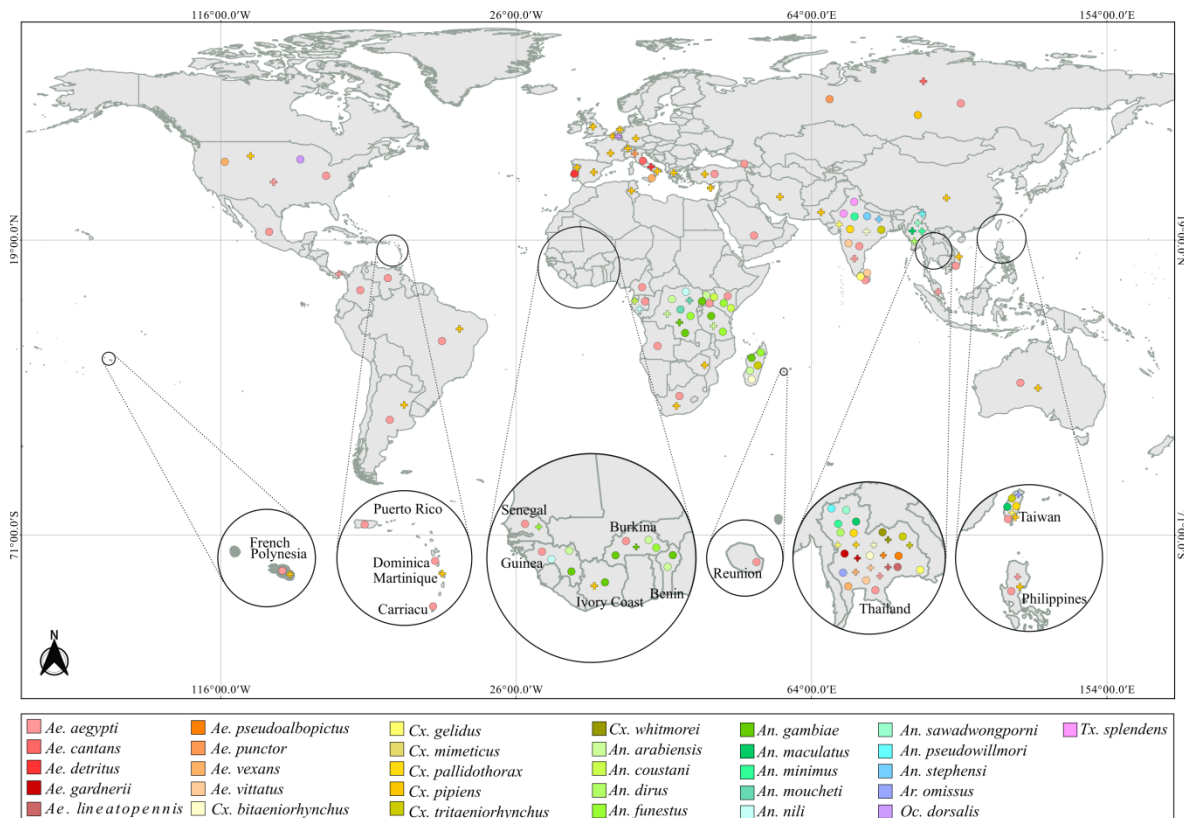 116°00.0'W 26°00.0'W 64°00.0'E 154°00.0'E
19°00.0'N 19°00.0'N
71°00.0'S 71°00.0'S
French
Polynesia
Puerto Rico
Dominica
Martinique
Carriacu
Senegal
Burkina
Guinea
Ivory Coast
Benin
Reunion
Thailand
Taiwan
Philippines
N
116°00.0'W 26°00.0'W 64°00.0'E 154°00.0'E
Ae. aegypti
Ae. cantans
Ae. detritus
Ae. gardnerii
Ae. lineatopennis
Ae. pseudoalbopictus
Ae. punctor
Ae. vexans
Ae. vittatus
Cx. bitaeniorhynchus
Cx. gelidus
Cx. mimeticus
Cx. pallidothorax
Cx. pipiens
Cx. tritaeniorhynchus
Cx. whitmorei
An. arabiensis
An. coustani
An. dirus
An. funestus
An. gambiae
An. maculatus
An. minimus
An. moucheti
An. nili
An. sawadwongporni
An. pseudowillmori
An. stephensi
Ar. omissus
Oc. dorsalis
Tx. splendens